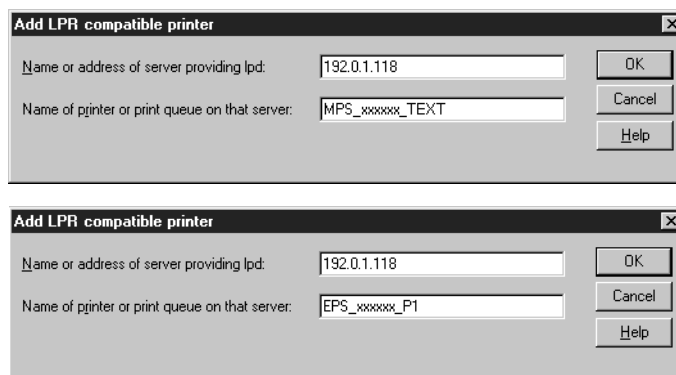 Add LPR compatible printer
Name or address of server providing lpd: 192.0.1.118 OK
Name of printer or print queue on that server: MPS_xxxxxx_TEXT Cancel
Help
Add LPR compatible printer
Name or address of server providing lpd: 192.0.1.118 OK
Name of printer or print queue on that server: EPS_xxxxxx_P1 Cancel
Help